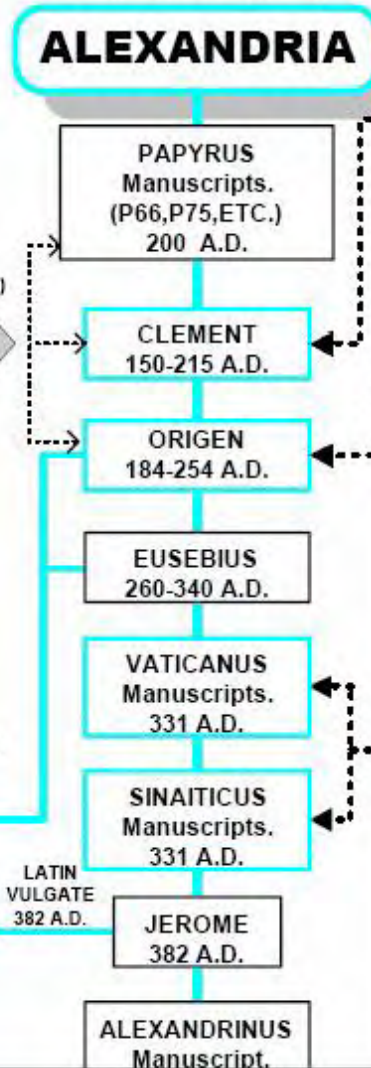 ALEXANDRIA
PAPYRUS
Manuscripts.
(P66,P75,ETC.)
200 A.D.
)
CLEMENT
150-215 A.D.
ORIGEN
184-254 A.D.
EUSEBIUS
260-340 A.D.
VATICANUS
Manuscripts.
331 A.D.
SINAITICUS
Manuscripts.
331 A.D.
LATIN
VULGATE
382 A.D.
JEROME
382 A.D.
ALEXANDRINUS
Manuscript.